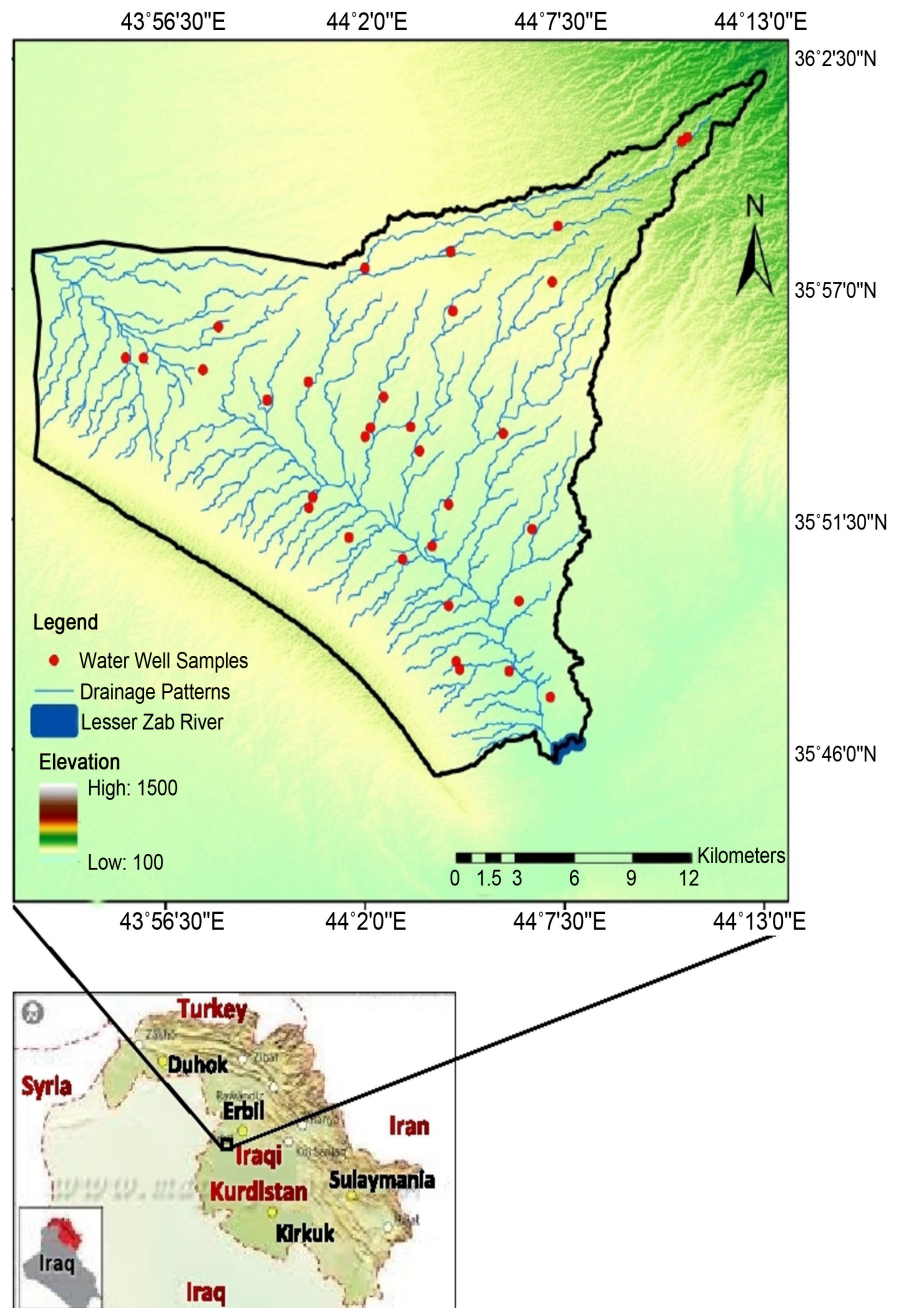 43°56'30"E 44°2'0"E 44°7'30"E 44°13'0"E
36°2'30"N
N
35°57'0"N
35°51'30"N
Legend
Water Well Samples
Drainage Patterns
Lesser Zab River
35°46'0"N
Elevation
High: 1500
Low: 100
Kilometers
0 1.5 3 6 9 12
43°56'30"E 44°2'0"E 44°7'30"E 44°13'0"E
Turkey
Zakho
Zibar
Duhok
Syria
Erbil
Iran
Iraqi
Sulaymania
Kurdistan
Kirkuk
Iraq
Iraq